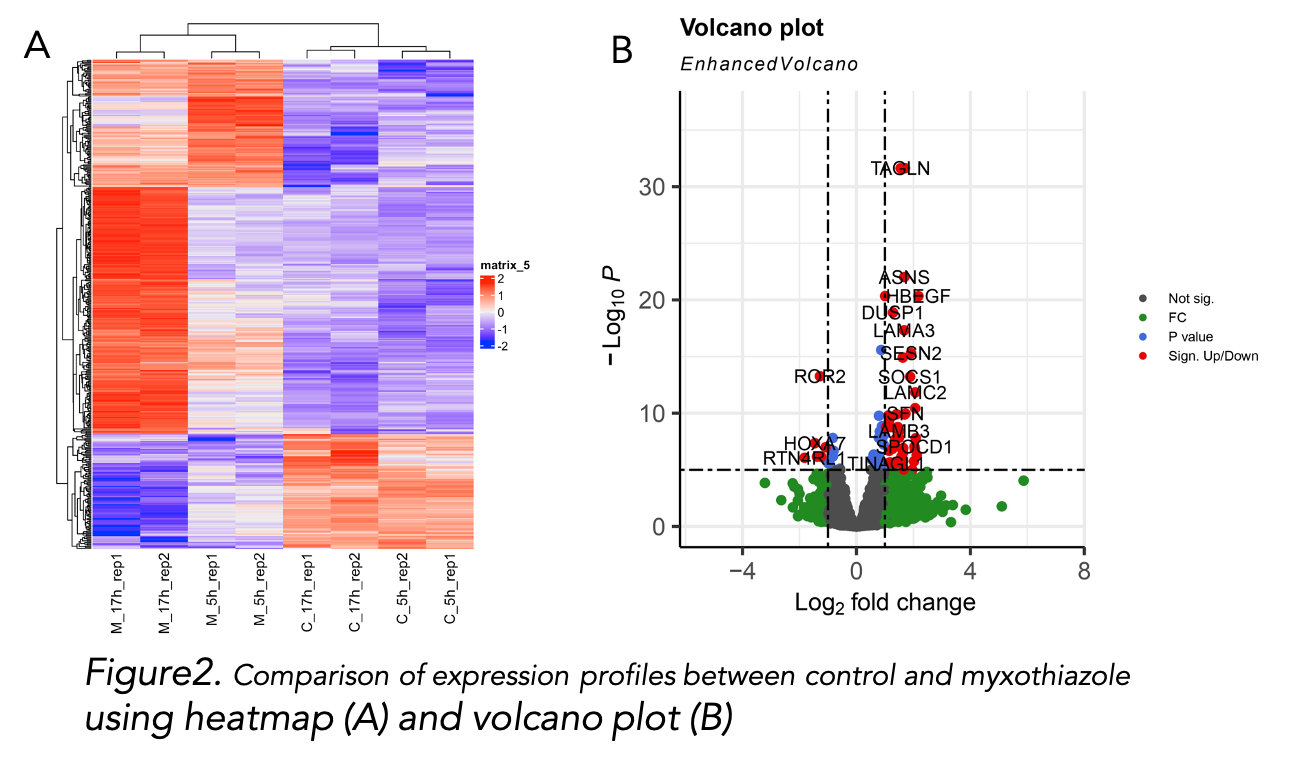 A
matrix_5
2
1
0
-1
-2
M_17h_rep1
M_17h_rep2
M_5h_rep1
M_5h_rep2
C_17h_rep1
C_17h_rep2
C_5h_rep2
C_5h_rep1
B
Volcano plot
EnhancedVolcano
−Log10 P
30
20
10
0
TAGLN
ASNS
HBEGF
DUSP1
LAMA3
SESN2
ROR2
SOCS1
LAMC2
SFN
LAMB3
HOXA7
SPOCD1
RTN4RL1
TINAGL1
−4
0
4
8
Log2 fold change
Not sig.
FC
P value
Sign. Up/Down
Figure2. Comparison of expression profiles between control and myxothiazole
using heatmap (A) and volcano plot (B)